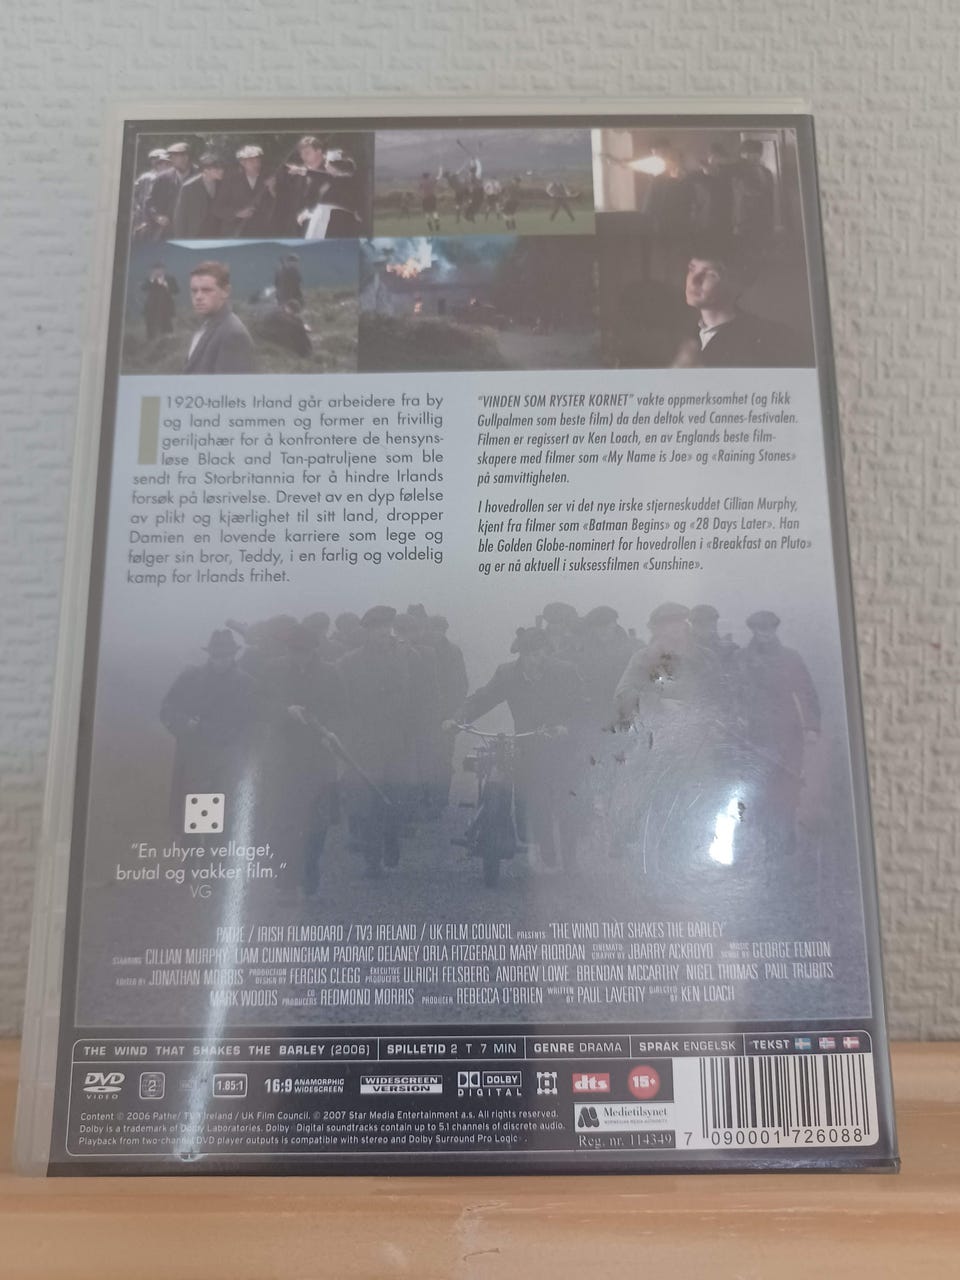 I 1920-tallets Irland går arbeidere fra by
og land sammen og former en frivillig
geriljahær for å konfrontere de hensyns-
løse Black and Tan-patruljene som ble
sendt fra Storbritannia for å hindre Irlands
forsøk på løsrivelse. Drevet av en dyp følelse
av plikt og kjærlighet til sitt land, dropper
Damien en lovende karriere som lege og
følger sin bror, Teddy, i en farlig og voldelig
kamp for Irlands frihet.
"VINDEN SOM RYSTER KORNET" vakte oppmerksomhet (og fikk
Gullpalmen som beste film) da den deltok ved Cannes-festivalen.
Filmen er regissert av Ken Loach, en av Englands beste film-
skapere med filmer som «My Name is Joe» og «Raining Stones»
på samvittigheten.
I hovedrollen ser vi det nye irske stjerneskuddet Cillian Murphy,
kjent fra filmer som «Batman Begins» og «28 Days Later». Han
ble Golden Globe-nominert for hovedrollen i «Breakfast on Pluto»
og er nå aktuell i suksessfilmen «Sunshine».
"En uhyre vellaget,
brutal og vakker film."
VG
PATHE / IRISH FILMBOARD / TV3 IRELAND / UK FILM COUNCIL PRESENTS "THE WIND THAT SHAKES THE BARLEY"
STARRING CILLIAN MURPHY LIAM CUNNINGHAM PADRAIC DELANEY ORLA FITZGERALD MARY RIORDAN CINEMATO GRAPHY BY JBARRY ACKROYD MUSIC SCORE BY GEORGE FENTON
EDITED BY JONATHAN MORRIS PRODUCTION DESIGN BY FERGUS CLEGG EXECUTIVE PRODUCERS ULRICH FELSBERG ANDREW LOWE BRENDAN MCCARTHY NIGEL THOMAS PAUL TRIJBITS
MARK WOODS CO PRODUCERS REDMOND MORRIS PRODUCER REBECCA O'BRIEN WRITTEN BY PAUL LAVERTY DIRECTED BY KEN LOACH
THE WIND THAT SHAKES THE BARLEY (2006) SPILLETID 2 T 7 MIN GENRE DRAMA SPRÅK ENGELSK TEKST
DVD VIDEO 2 1.85:1 16:9 ANAMORPHIC WIDESCREEN WIDESCREEN VERSION DOLBY DIGITAL dts 15+
Content © 2006 Pathe/ TV3 Ireland / UK Film Council. © 2007 Star Media Entertainment a.s. All rights reserved.
Dolby is a trademark of Dolby Laboratories. Dolby Digital soundtracks contain up to 5.1 channels of discrete audio.
Playback from two-channel DVD player outputs is compatible with stereo and Dolby Surround Pro Logic.
Medietilsynet
NORWEGIAN MEDIA AUTHORITY
Reg. nr. 114349
7 090001 726088